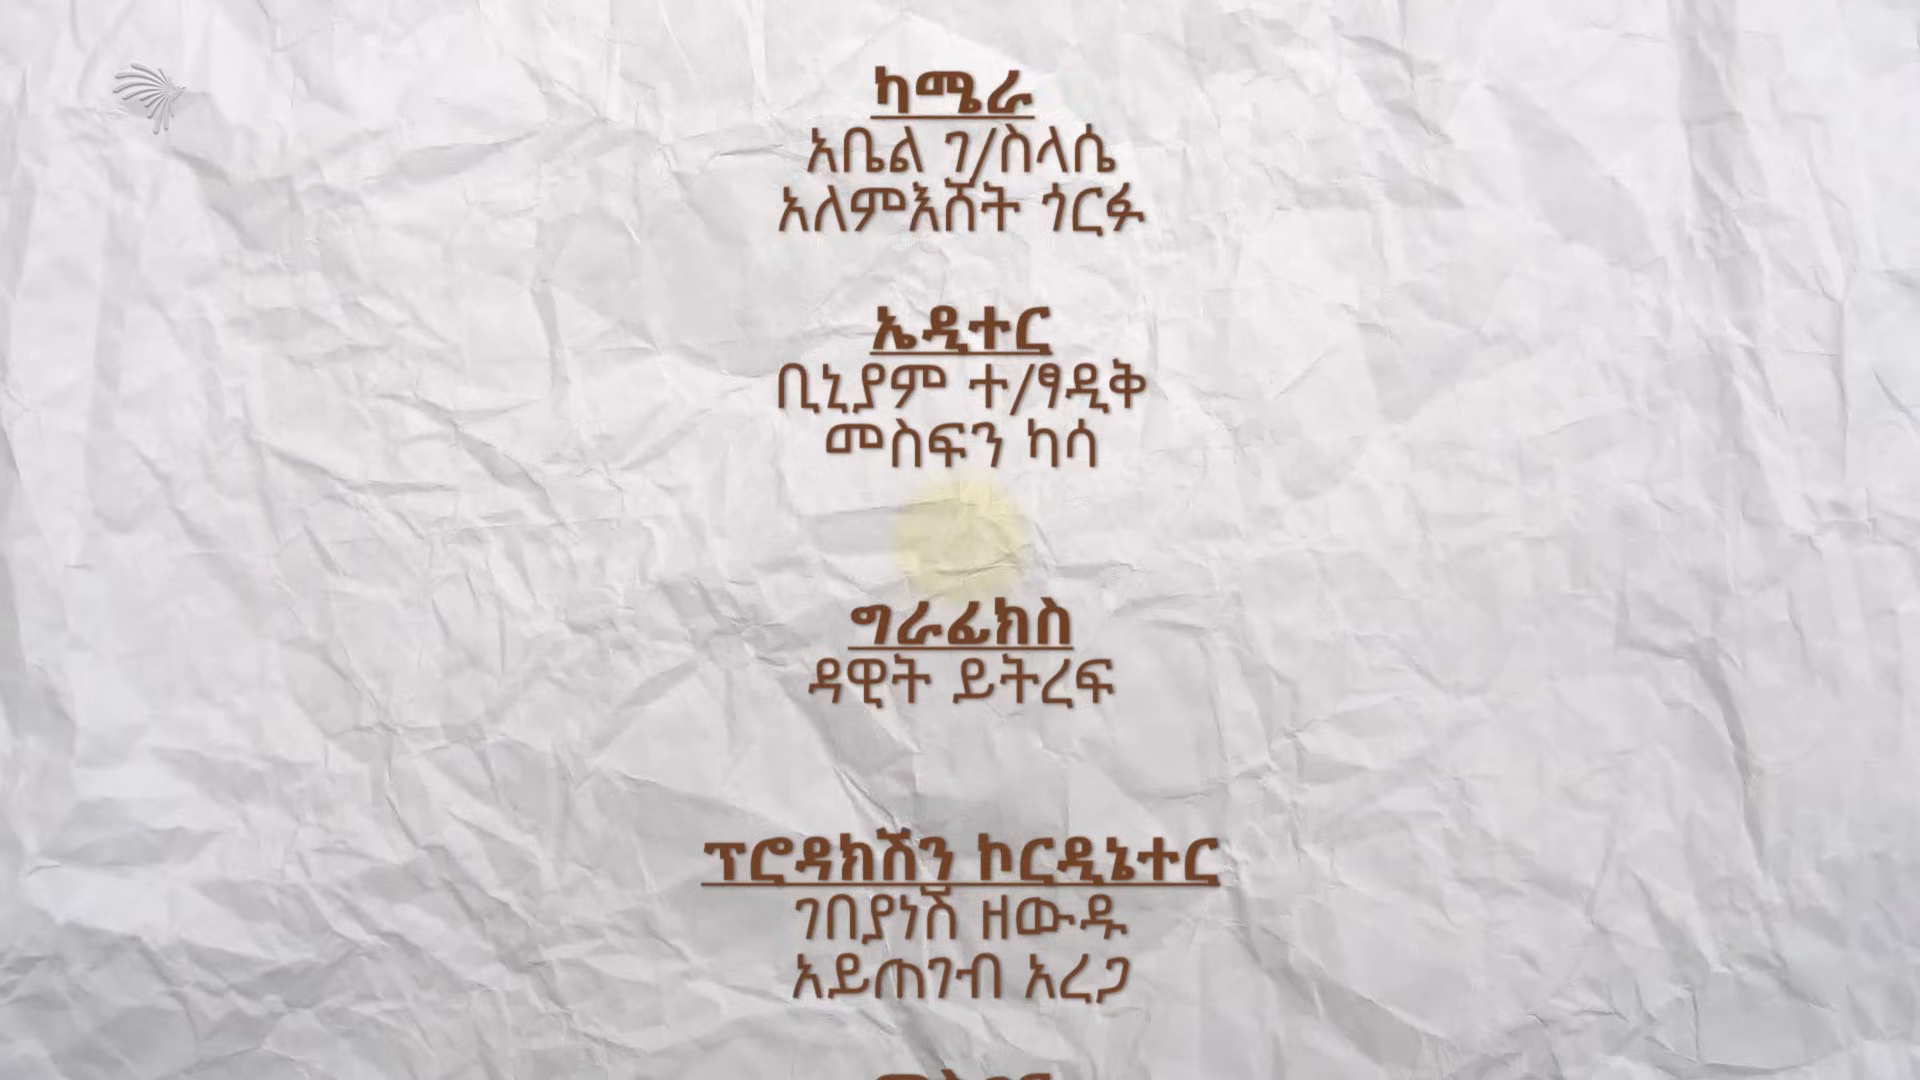 ካሜራ
አቤል ገ/ስላሴ
አለምእሸት ጎርፉ
ኤዲተር
ቢኒያም ተ/ፃዲቅ
መስፍን ካሳ
ግራፊክስ
ዳዊት ይትረፍ
ፕሮዳክሽን ኮርዲኔተር
ገበያነሽ ዘውዱ
አይጠገብ አረጋ